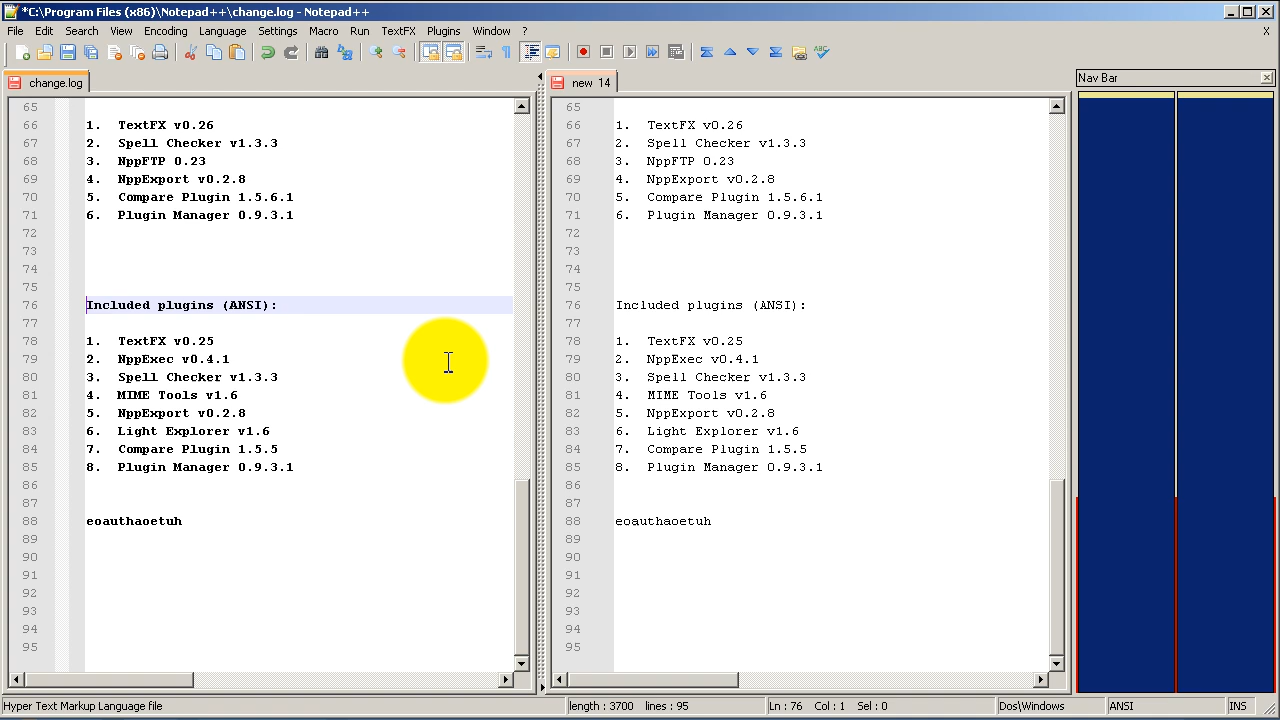 *C:\Program Files (x86)\Notepad++\change.log - Notepad++
File Edit Search View Encoding Language Settings Macro Run TextFX Plugins Window ? X
change.log
new 14
Nav Bar
65
66 1. TextFX v0.26
67 2. Spell Checker v1.3.3
68 3. NppFTP 0.23
69 4. NppExport v0.2.8
70 5. Compare Plugin 1.5.6.1
71 6. Plugin Manager 0.9.3.1
72
73
74
75
76 Included plugins (ANSI):
77
78 1. TextFX v0.25
79 2. NppExec v0.4.1
80 3. Spell Checker v1.3.3
81 4. MIME Tools v1.6
82 5. NppExport v0.2.8
83 6. Light Explorer v1.6
84 7. Compare Plugin 1.5.5
85 8. Plugin Manager 0.9.3.1
86
87
88 eoauthaoetuh
89
90
91
92
93
94
95
65
66 1. TextFX v0.26
67 2. Spell Checker v1.3.3
68 3. NppFTP 0.23
69 4. NppExport v0.2.8
70 5. Compare Plugin 1.5.6.1
71 6. Plugin Manager 0.9.3.1
72
73
74
75
76 Included plugins (ANSI):
77
78 1. TextFX v0.25
79 2. NppExec v0.4.1
80 3. Spell Checker v1.3.3
81 4. MIME Tools v1.6
82 5. NppExport v0.2.8
83 6. Light Explorer v1.6
84 7. Compare Plugin 1.5.5
85 8. Plugin Manager 0.9.3.1
86
87
88 eoauthaoetuh
89
90
91
92
93
94
95
Hyper Text Markup Language file length : 3700 lines : 95 Ln : 76 Col : 1 Sel : 0 Dos\Windows ANSI INS